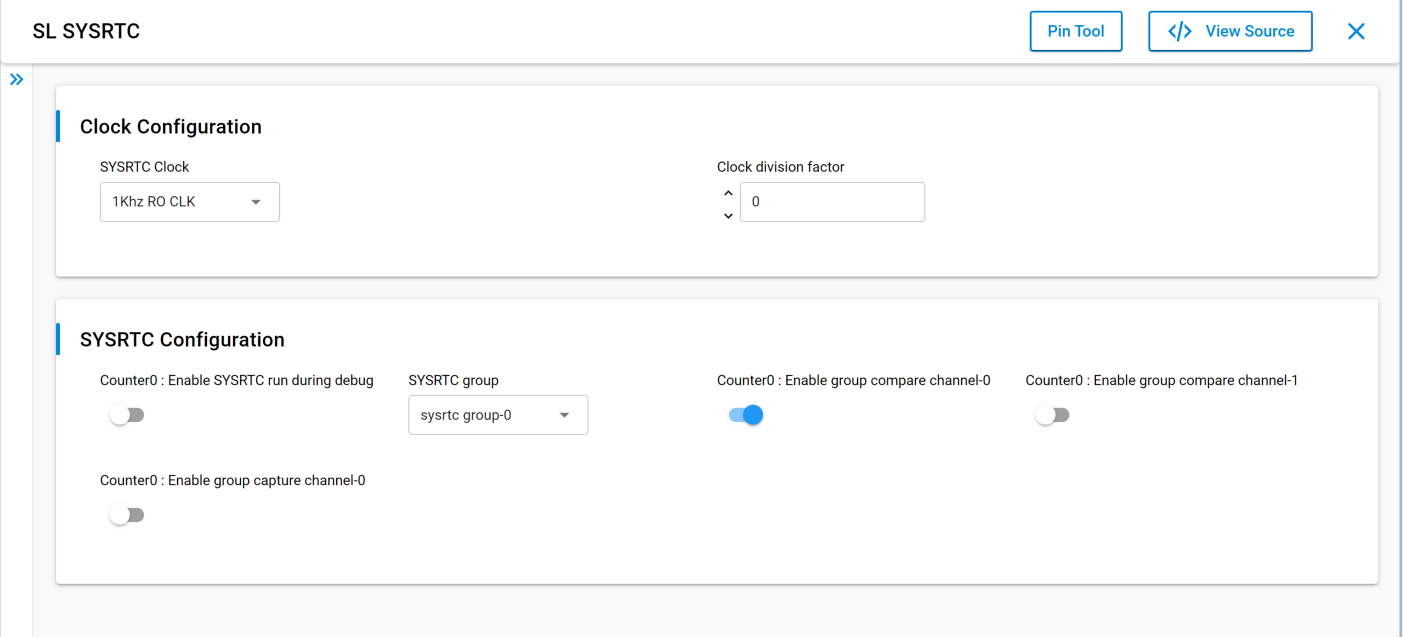 SL SYSRTC
Pin Tool
</> View Source
Clock Configuration
SYSRTC Clock
Clock division factor
1Khz RO CLK
0
SYSRTC Configuration
Counter0 : Enable SYSRTC run during debug
SYSRTC group
Counter0 : Enable group compare channel-0
Counter0 : Enable group compare channel-1
sysrtc group-0
Counter0 : Enable group capture channel-0